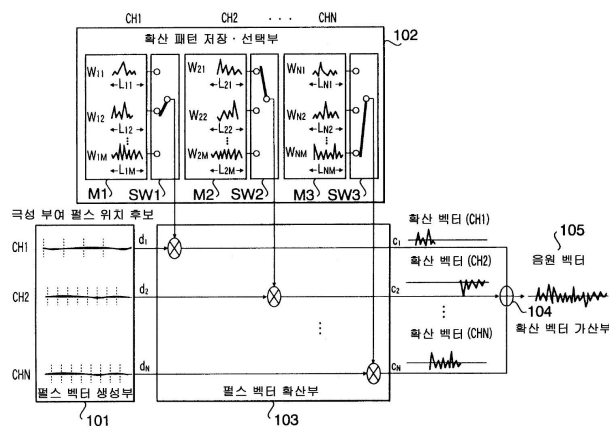 CH1 CH2 · · · CHN
확산 패턴 저장 · 선택부 102
W11 L11 W21 L21 WN1 LN1
W12 L12 W22 L22 WN2 LN2
W1M L1M W2M L2M WNM LNM
M1 SW1 M2 SW2 M3 SW3
극성 부여 펄스 위치 후보
CH1 d1 c1 확산 벡터 (CH1)
105
음원 벡터
CH2 d2 c2 확산 벡터 (CH2)
104
확산 벡터 가산부
확산 벡터 (CHN)
CHN dN cN
펄스 벡터 생성부 펄스 벡터 확산부
101 103